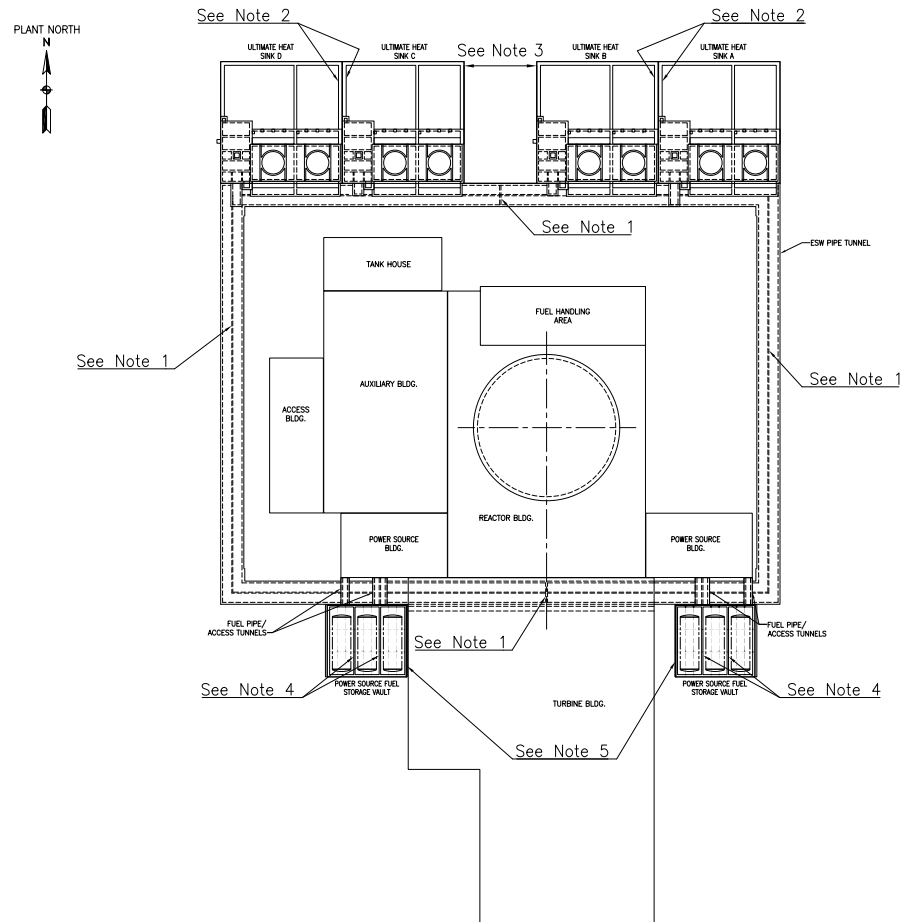 See Note 2
See Note 2
PLANT NORTH
N
ULTIMATE HEAT
SINK D
ULTIMATE HEAT
SINK C
See Note 3
ULTIMATE HEAT
SINK B
ULTIMATE HEAT
SINK A
See Note 1
ESW PIPE TUNNEL
TANK HOUSE
FUEL HANDLING
AREA
See Note 1
See Note 1
AUXILIARY BLDG.
ACCESS
BLDG.
REACTOR BLDG.
POWER SOURCE
BLDG.
POWER SOURCE
BLDG.
FUEL PIPE/
ACCESS TUNNELS
FUEL PIPE/
ACCESS TUNNELS
See Note 1
See Note 4
See Note 4
POWER SOURCE FUEL
STORAGE VAULT
POWER SOURCE FUEL
STORAGE VAULT
TURBINE BLDG.
See Note 5